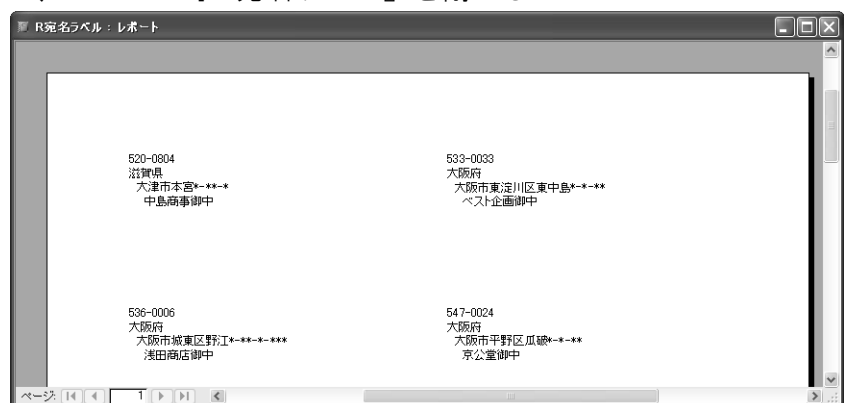 R宛名ラベル : レポート
520-0804
滋賀県
大津市本宮*-**-*
中島商事御中
533-0033
大阪府
大阪市東淀川区東中島*-*-**
ベスト企画御中
536-0006
大阪府
大阪市城東区野江*-**-*-***
浅田商店御中
547-0024
大阪府
大阪市平野区瓜破*-*-**
京公堂御中
ページ: 1